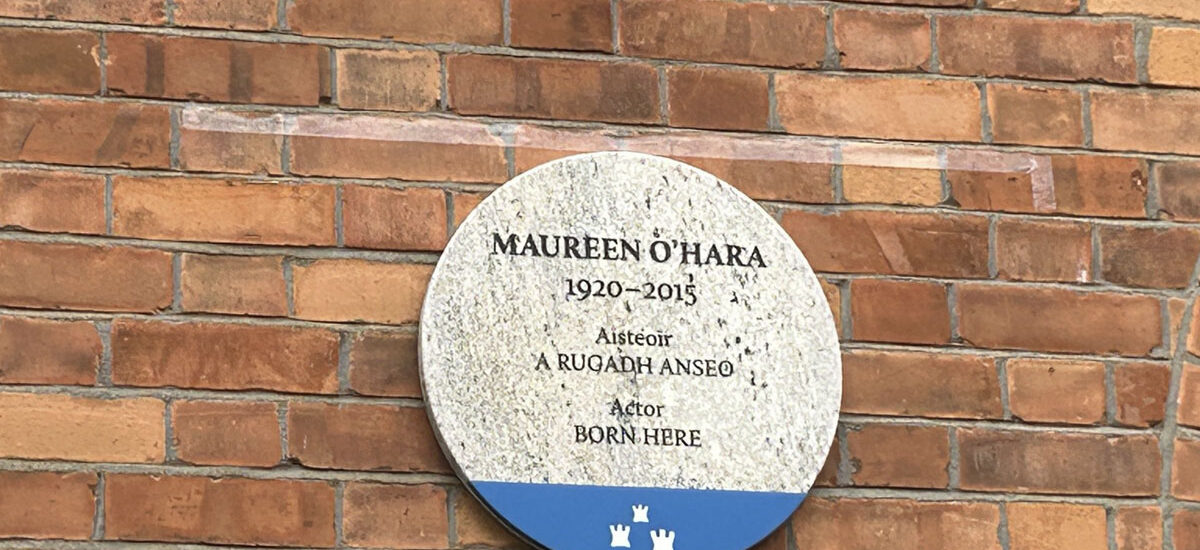 MAUREEN O'HARA
1920–2015
Aisteoir
A RUGADH ANSEO
Actor
BORN HERE